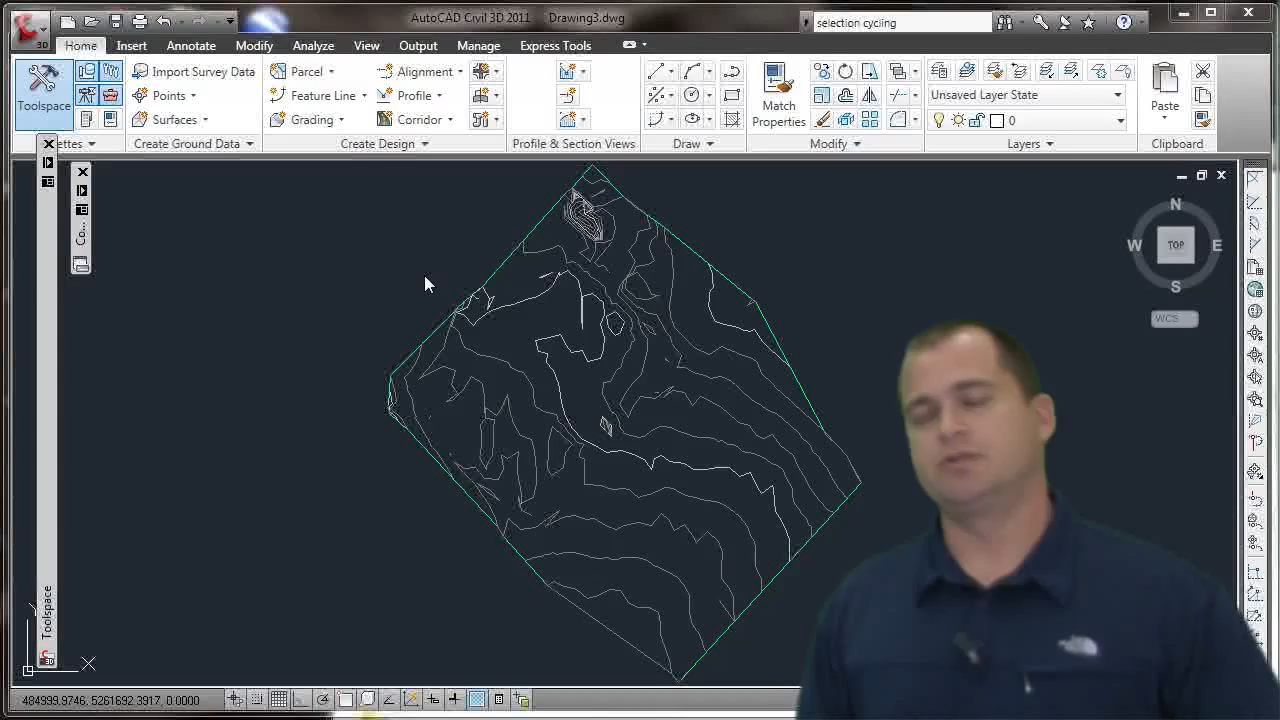 AutoCAD Civil 3D 2011 Drawing3.dwg
selection cycling
3D
Home Insert Annotate Modify Analyze View Output Manage Express Tools
Toolspace
Import Survey Data
Points
Surfaces
Create Ground Data
Parcel
Feature Line
Grading
Alignment
Profile
Corridor
Create Design
Profile & Section Views
Draw
Match
Properties
Modify
Unsaved Layer State
0
Layers
Paste
Clipboard
ettes
Co...
N
W TOP E
S
WCS
Toolspace
3D
484999.9746, 5261692.3917, 0.0000